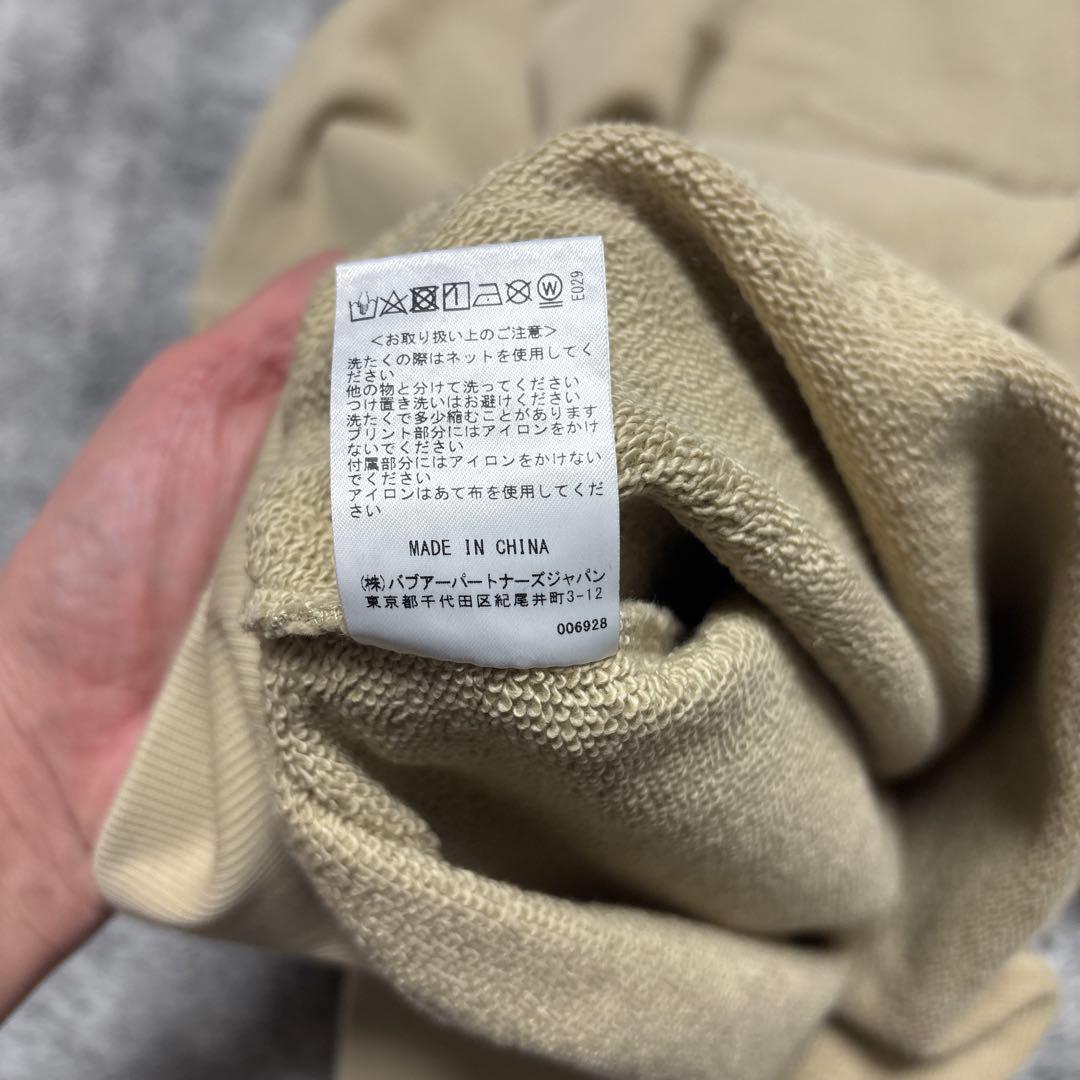 W E029
<お取り扱い上のご注意>
洗たくの際はネットを使用してく
ださい
他の物と分けて洗ってください
つけ置き洗いはお避けください
洗たくで多少縮むことがあります
プリント部分にはアイロンをかけ
ないでください
付属部分にはアイロンをかけない
でください
アイロンはあて布を使用してくだ
さい
MADE IN CHINA
(株)バブアーパートナーズジャパン
東京都千代田区紀尾井町3-12
006928